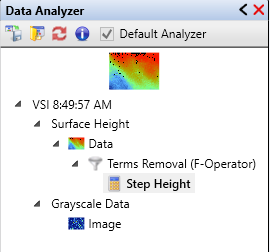 Data Analyzer
Default Analyzer
VSI 8:49:57 AM
Surface Height
Data
Terms Removal (F-Operator)
Step Height
Grayscale Data
Image